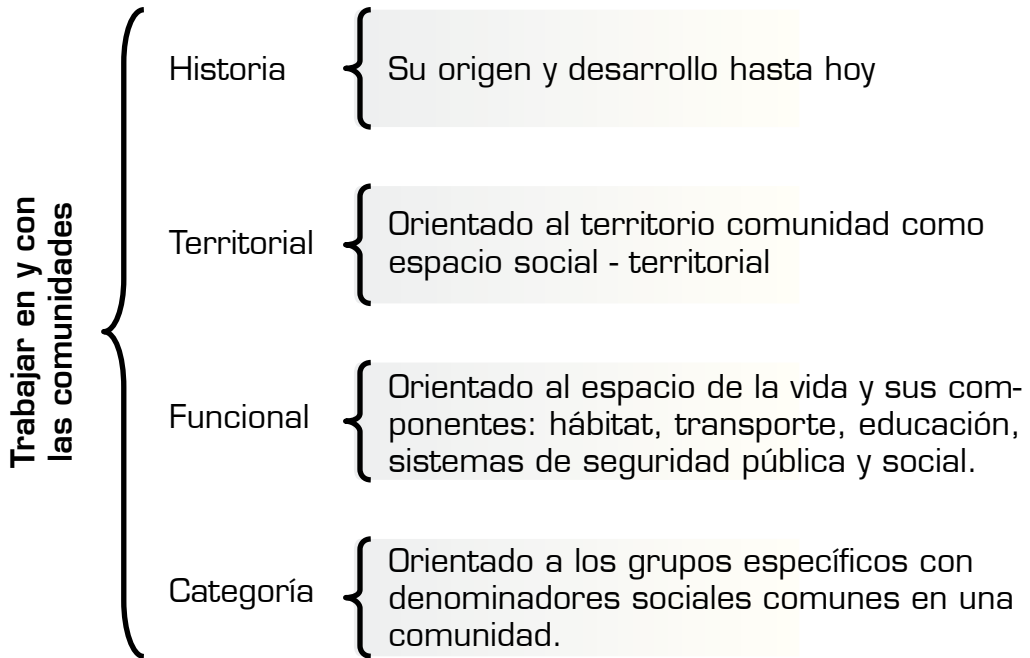 Trabajar en y con
las comunidades
Historia
Su origen y desarrollo hasta hoy
Territorial
Orientado al territorio comunidad como
espacio social - territorial
Funcional
Orientado al espacio de la vida y sus com-
ponentes: hábitat, transporte, educación,
sistemas de seguridad pública y social.
Categoría
Orientado a los grupos específicos con
denominadores sociales comunes en una
comunidad.